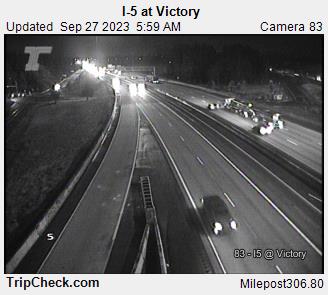 I-5 at Victory
Updated  Sep 27 2023  5:59 AM  Camera 83
T
S
83 - I5 @ Victory
TripCheck.com  Milepost306.80